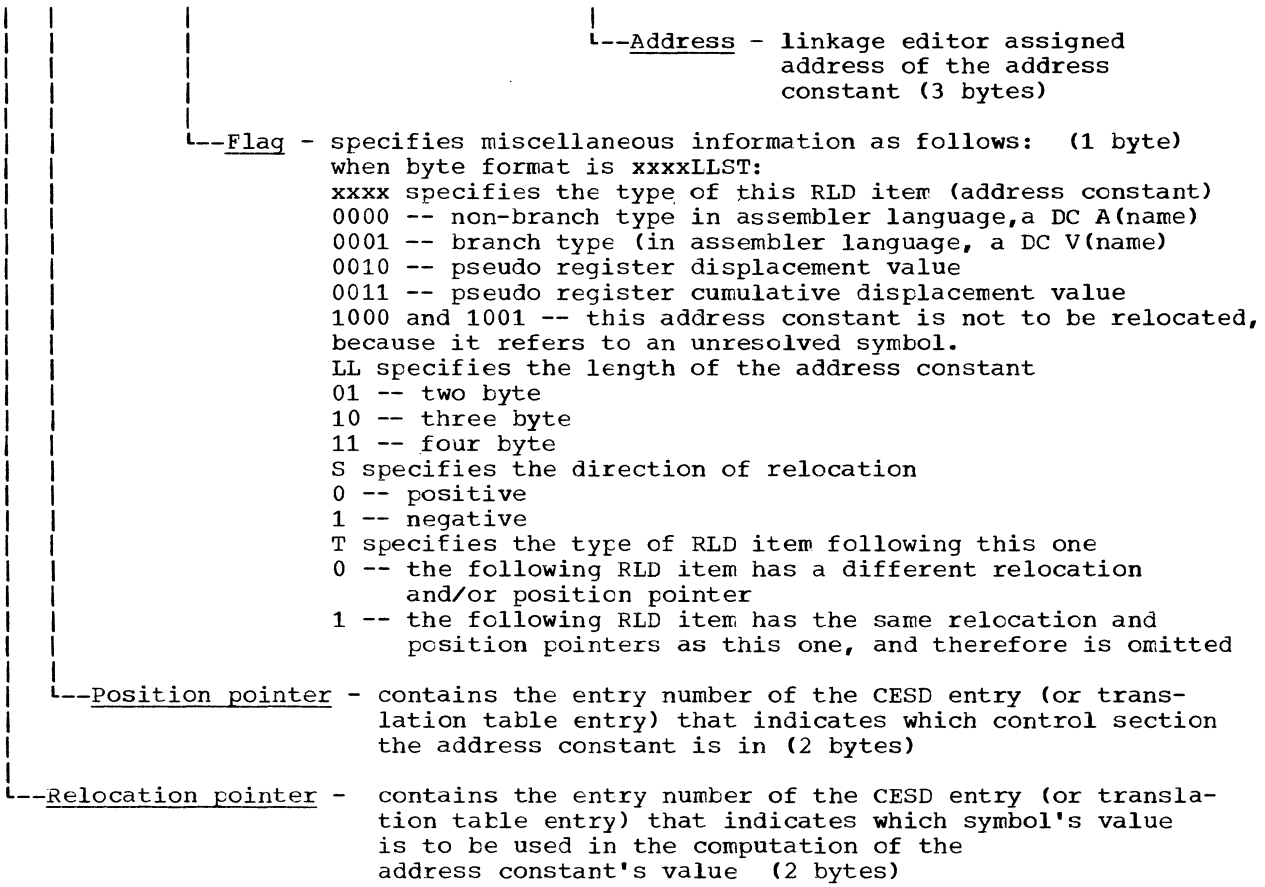 Address - linkage editor assigned
address of the address
constant (3 bytes)
Flag - specifies miscellaneous information as follows: (1 byte)
when byte format is xxxxLLST:
xxxx specifies the type of this RLD item (address constant)
0000 -- non-branch type in assembler language,a DC A(name)
0001 -- branch type (in assembler language, a DC V(name)
0010 -- pseudo register displacement value
0011 -- pseudo register cumulative displacement value
1000 and 1001 -- this address constant is not to be relocated,
because it refers to an unresolved symbol.
LL specifies the length of the address constant
01 -- two byte
10 -- three byte
11 -- four byte
S specifies the direction of relocation
0 -- positive
1 -- negative
T specifies the type of RLD item following this one
0 -- the following RLD item has a different relocation
and/or position pointer
1 -- the following RLD item has the same relocation and
position pointers as this one, and therefore is omitted
Position pointer - contains the entry number of the CESD entry (or trans-
lation table entry) that indicates which control section
the address constant is in (2 bytes)
Relocation pointer - contains the entry number of the CESD entry (or transla-
tion table entry) that indicates which symbol's value
is to be used in the computation of the
address constant's value (2 bytes)